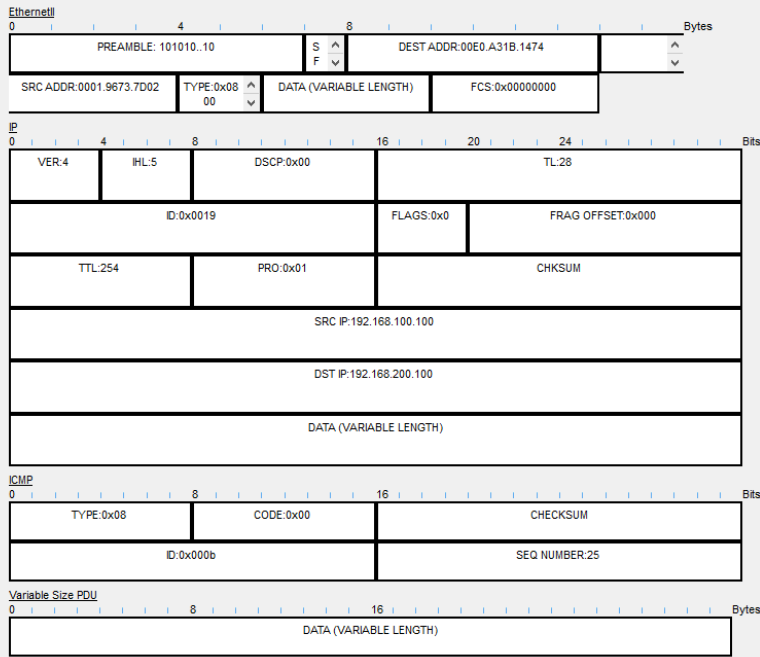 EthernetII
0 4 8 Bytes
PREAMBLE: 101010..10 S DEST ADDR:00E0.A31B.1474
F
SRC ADDR:0001.9673.7D02 TYPE:0x08 DATA (VARIABLE LENGTH) FCS:0x00000000
00
IP
0 4 8 16 20 24 Bits
VER:4 IHL:5 DSCP:0x00 TL:28
ID:0x0019 FLAGS:0x0 FRAG OFFSET:0x000
TTL:254 PRO:0x01 CHKSUM
SRC IP:192.168.100.100
DST IP:192.168.200.100
DATA (VARIABLE LENGTH)
ICMP
0 8 16 Bits
TYPE:0x08 CODE:0x00 CHECKSUM
ID:0x000b SEQ NUMBER:25
Variable Size PDU
0 8 16 Bytes
DATA (VARIABLE LENGTH)